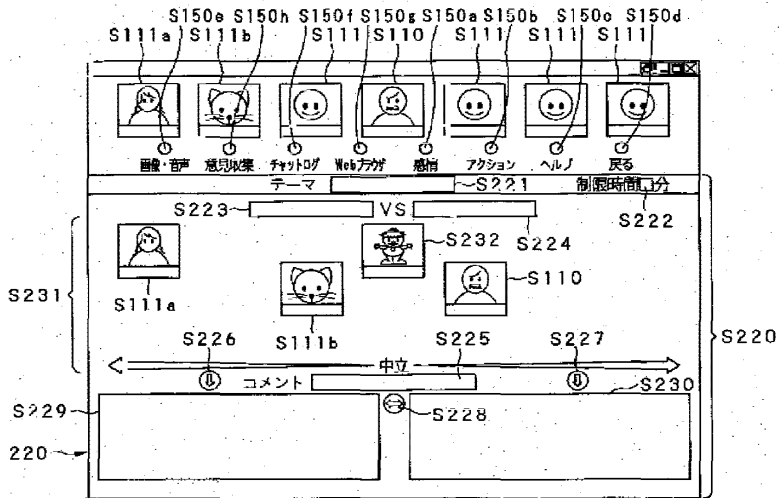 S150e S150h S150f S150g S150a S150b S150c S150d
S111a S111b S111 S110 S111 S111 S111
画像・音声 意見収集 チャットログ Webブラウザ 感情 アクション ヘルプ 戻る
テーマ S221 制限時間 分
S222
S223 VS S224
S232
S231 S111a S111b S110 S220
S226 S225 S227
中立
コメント S230
S229 S228
220